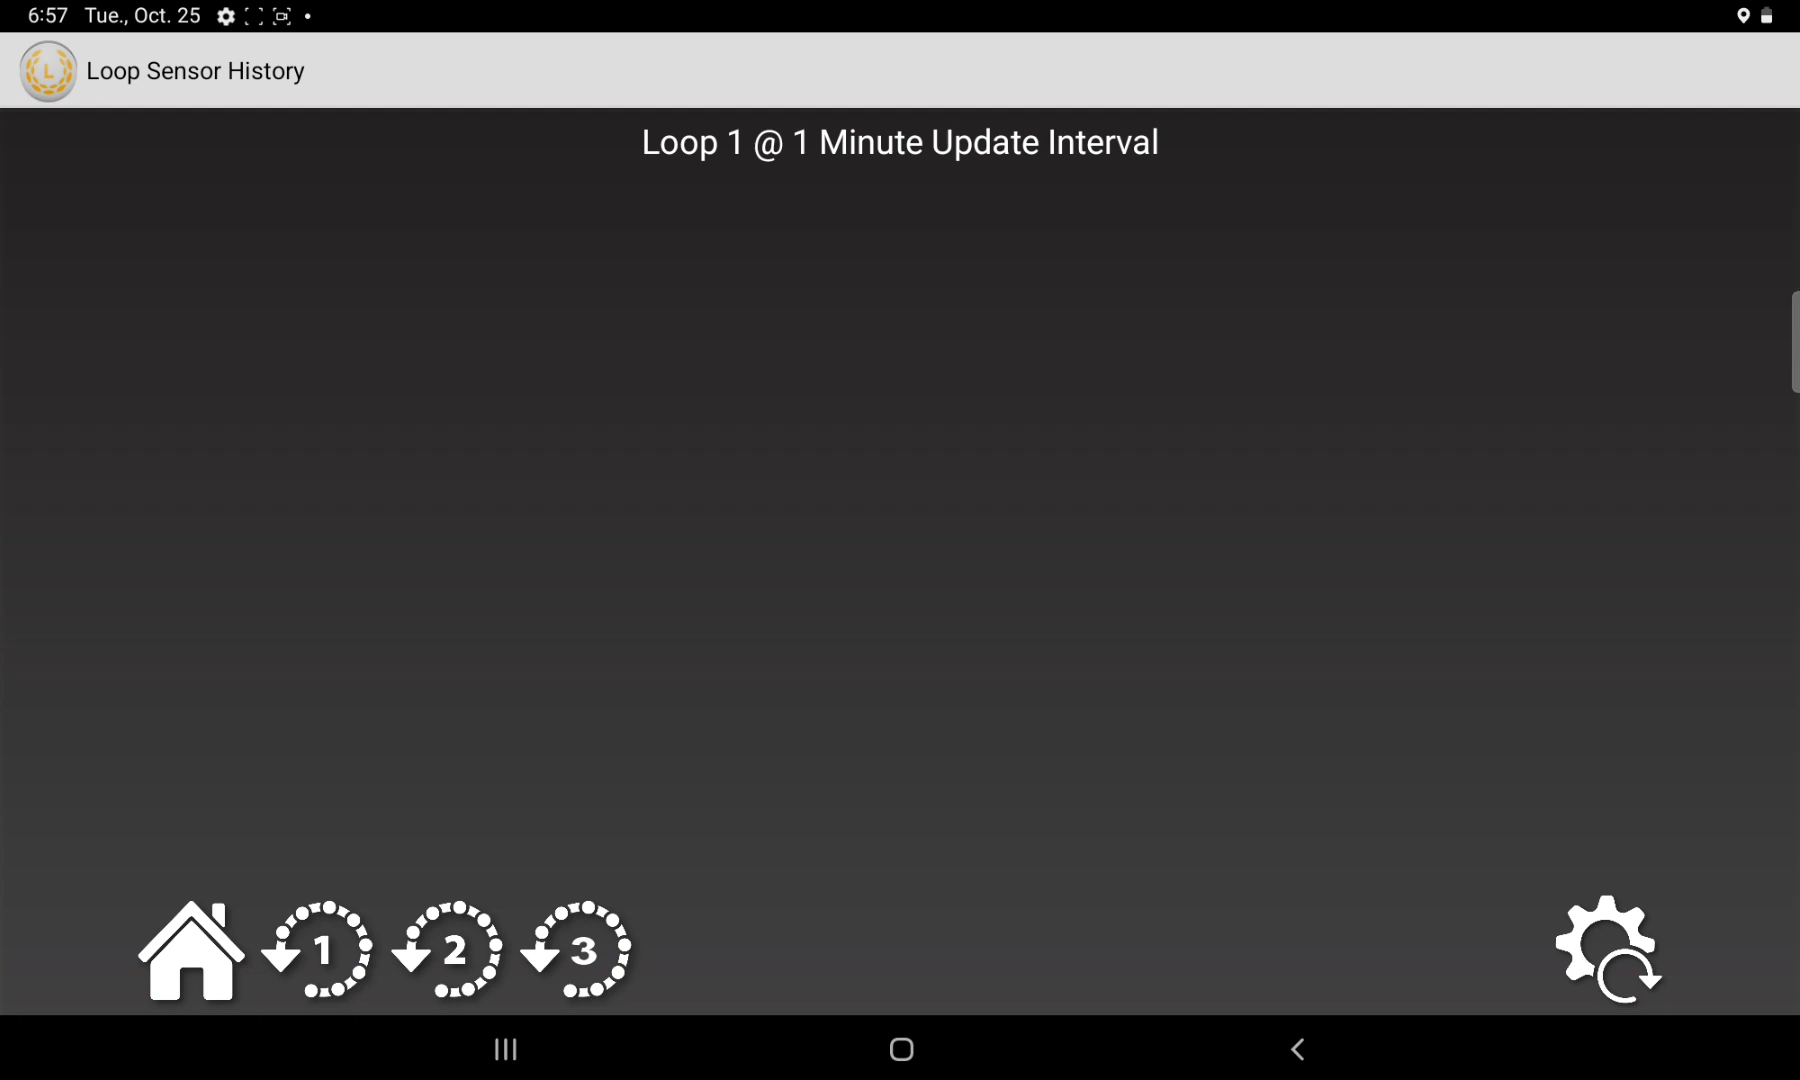 6:57 Tue., Oct. 25
L
Loop Sensor History
Loop 1 @ 1 Minute Update Interval
1 2 3